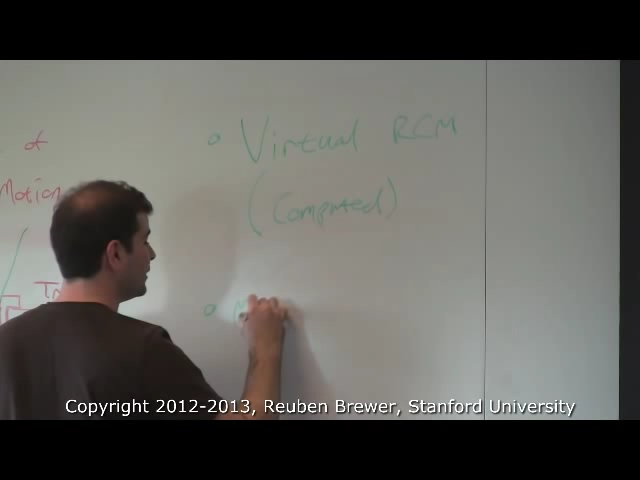 of
Motion
Virtual RCM
(Computed)
Copyright 2012-2013, Reuben Brewer, Stanford University